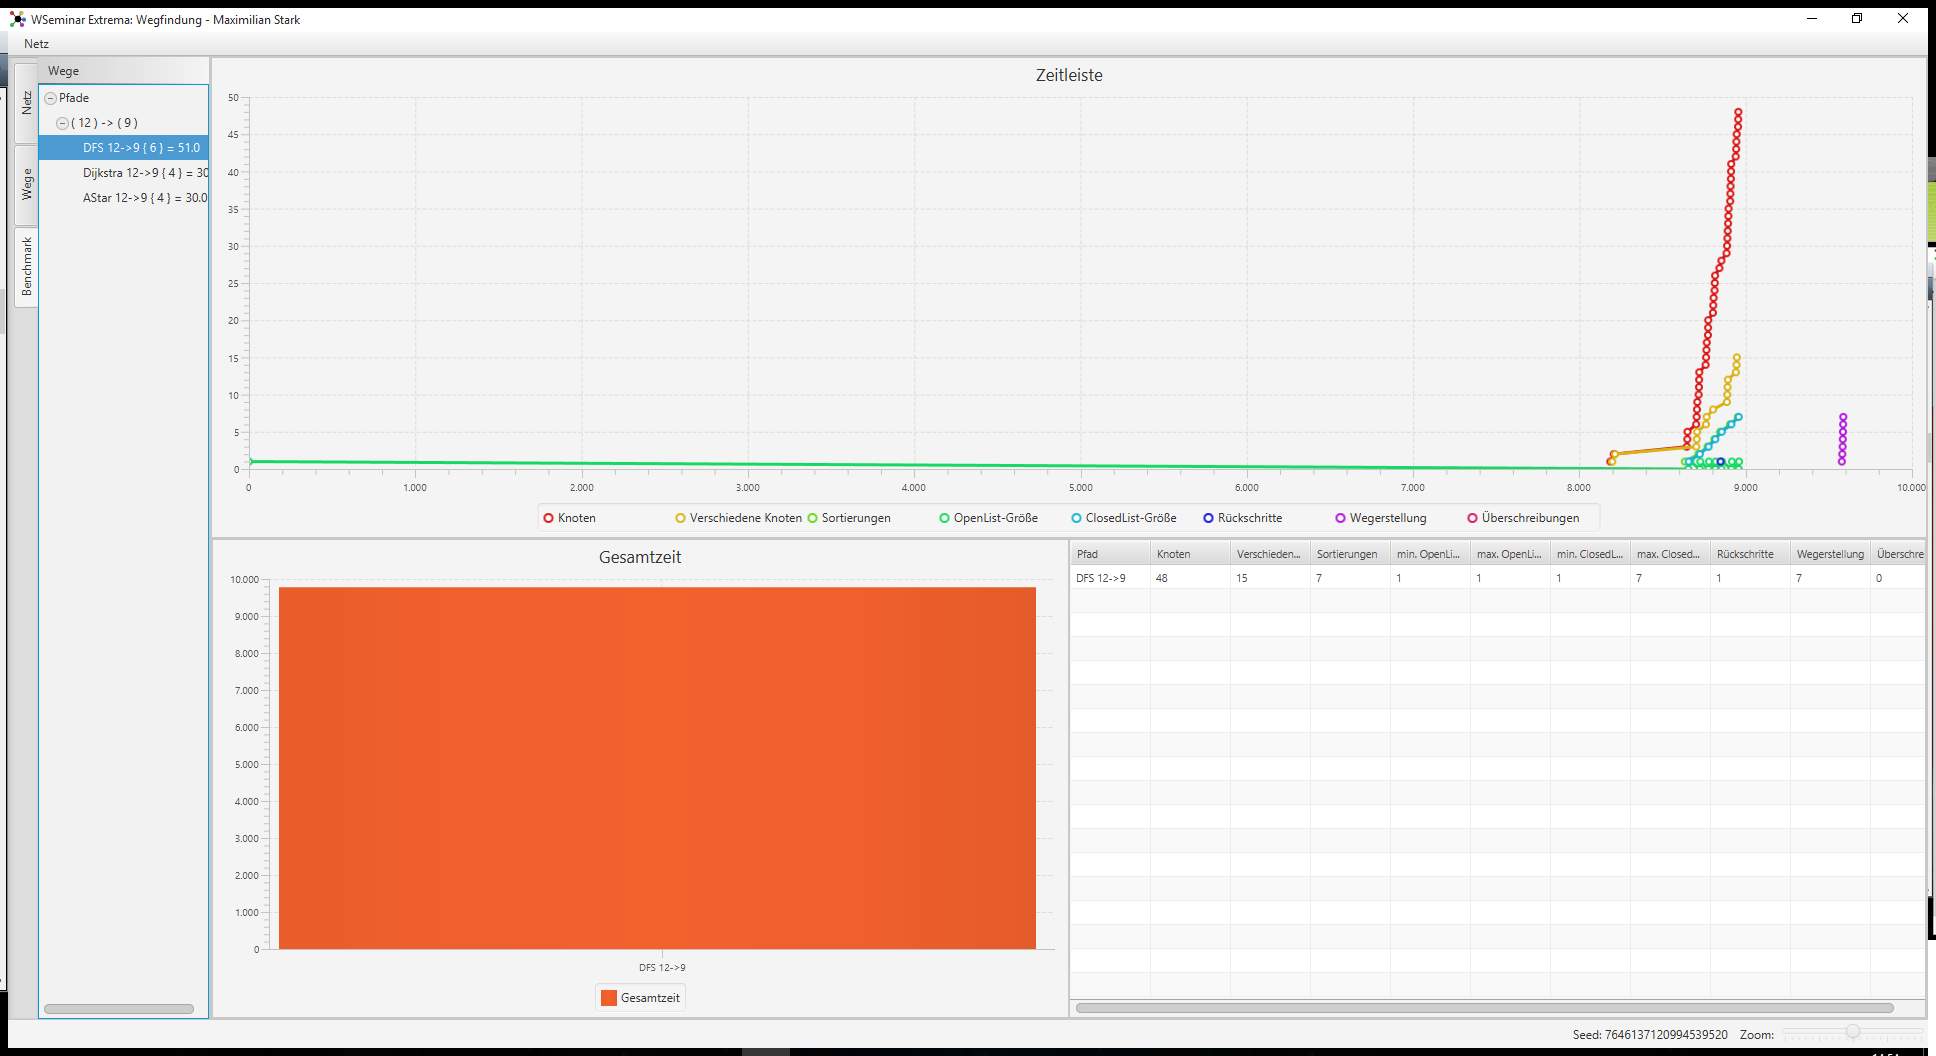 WSeminar Extrema: Wegfindung - Maximilian Stark
Netz
Netz
Wege
Benchmark
Wege
Pfade
( 12 ) -> ( 9 )
DFS 12->9 { 6 } = 51.0
Dijkstra 12->9 { 4 } = 30
AStar 12->9 { 4 } = 30.0
Zeitleiste
50
45
40
35
30
25
20
15
10
5
0
0 1.000 2.000 3.000 4.000 5.000 6.000 7.000 8.000 9.000 10.000
Knoten Verschiedene Knoten Sortierungen OpenList-Größe ClosedList-Größe Rückschritte Wegerstellung Überschreibungen
Gesamtzeit
10.000
9.000
8.000
7.000
6.000
5.000
4.000
3.000
2.000
1.000
0
DFS 12->9
Gesamtzeit
Pfad Knoten Verschieden... Sortierungen min. OpenLi... max. OpenLi... min. ClosedL... max. Closed... Rückschritte Wegerstellung Überschre
DFS 12->9 48 15 7 1 1 1 7 1 7 0
Seed: 7646137120994539520 Zoom: